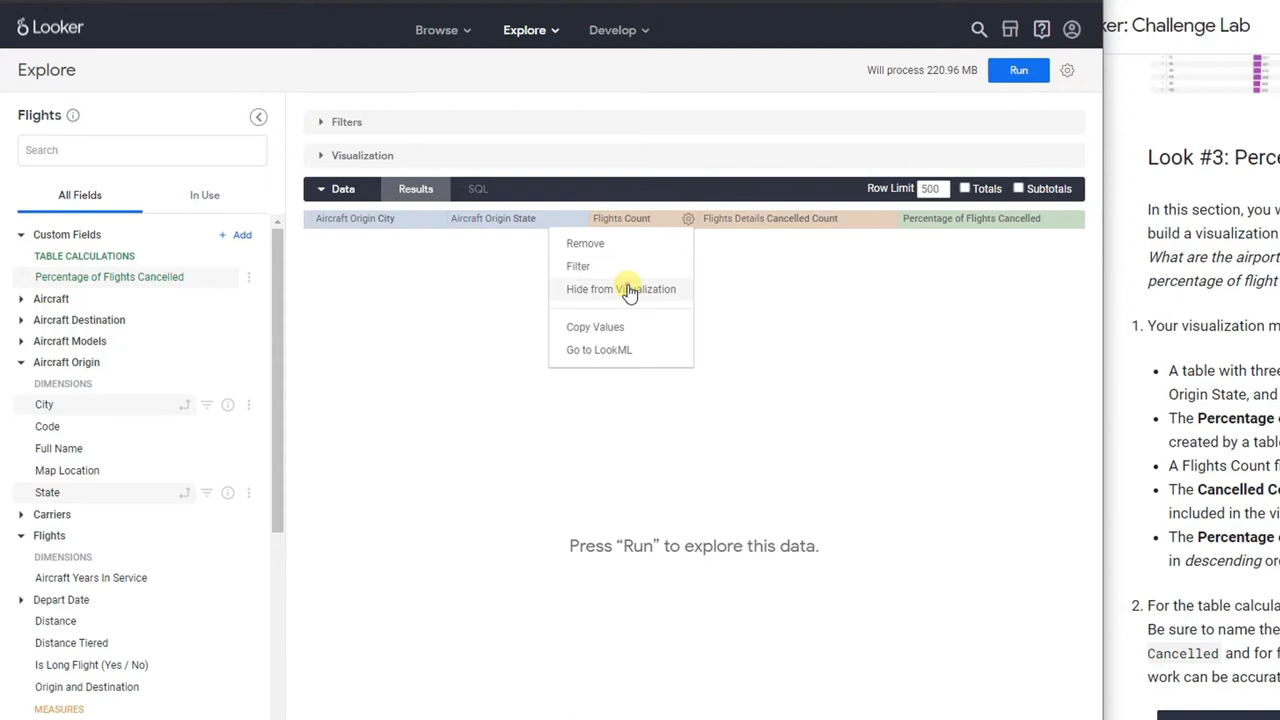 Looker
Browse
Explore
Develop
ker: Challenge Lab
Explore
Will process 220.96 MB
Run
Flights
Search
All Fields
In Use
Custom Fields
+ Add
TABLE CALCULATIONS
Percentage of Flights Cancelled
Aircraft
Aircraft Destination
Aircraft Models
Aircraft Origin
DIMENSIONS
City
Code
Full Name
Map Location
State
Carriers
Flights
DIMENSIONS
Aircraft Years In Service
Depart Date
Distance
Distance Tiered
Is Long Flight (Yes / No)
Origin and Destination
MEASURES
Filters
Visualization
Data
Results
SQL
Row Limit 500
Totals
Subtotals
Aircraft Origin City
Aircraft Origin State
Flights Count
Flights Details Cancelled Count
Percentage of Flights Cancelled
Remove
Filter
Hide from Visualization
Copy Values
Go to LookML
Press “Run” to explore this data.
Look #3: Perc
In this section, you w
build a visualization
What are the airport
percentage of flight
1. Your visualization m
• A table with three
Origin State, and
• The Percentage
created by a table
• A Flights Count fi
• The Cancelled Co
included in the vi
• The Percentage
in descending or
2. For the table calcula
Be sure to name the
Cancelled and for f
work can be accurat